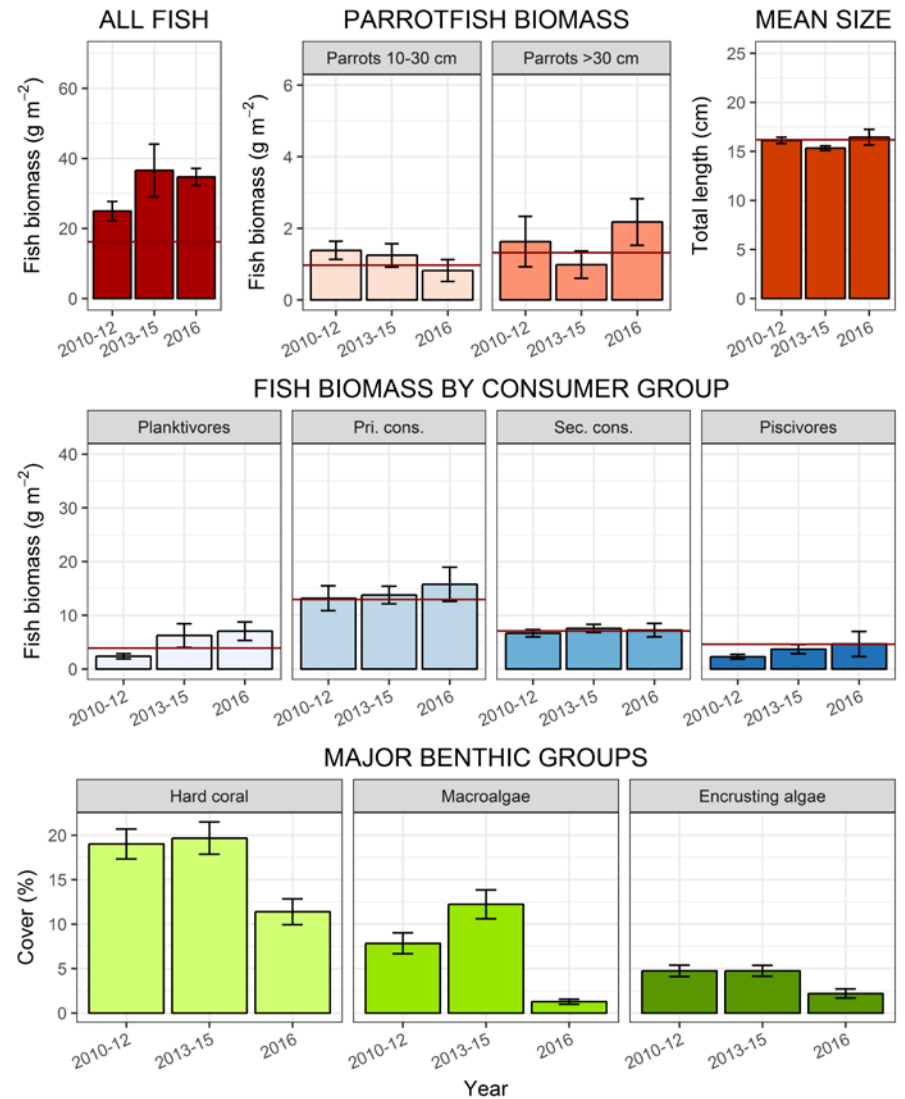 ALL FISH
PARROTFISH BIOMASS
MEAN SIZE
Parrots 10-30 cm
Parrots >30 cm
Fish biomass (g m⁻²)
60
40
20
0
2010-12
2013-15
2016
Fish biomass (g m⁻²)
6
4
2
0
2010-12
2013-15
2016
2010-12
2013-15
2016
Total length (cm)
25
20
15
10
5
0
2010-12
2013-15
2016
FISH BIOMASS BY CONSUMER GROUP
Planktivores
Pri. cons.
Sec. cons.
Piscivores
Fish biomass (g m⁻²)
40
30
20
10
0
2010-12
2013-15
2016
2010-12
2013-15
2016
2010-12
2013-15
2016
2010-12
2013-15
2016
MAJOR BENTHIC GROUPS
Hard coral
Macroalgae
Encrusting algae
Cover (%)
20
15
10
5
0
2010-12
2013-15
2016
2010-12
2013-15
2016
2010-12
2013-15
2016
Year